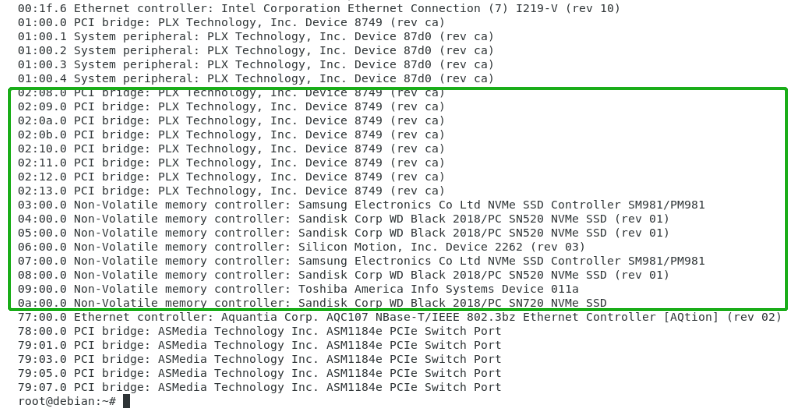 00:1f.6 Ethernet controller: Intel Corporation Ethernet Connection (7) I219-V (rev 10)
01:00.0 PCI bridge: PLX Technology, Inc. Device 8749 (rev ca)
01:00.1 System peripheral: PLX Technology, Inc. Device 87d0 (rev ca)
01:00.2 System peripheral: PLX Technology, Inc. Device 87d0 (rev ca)
01:00.3 System peripheral: PLX Technology, Inc. Device 87d0 (rev ca)
01:00.4 System peripheral: PLX Technology, Inc. Device 87d0 (rev ca)
02:08.0 PCI bridge: PLX Technology, Inc. Device 8749 (rev ca)
02:09.0 PCI bridge: PLX Technology, Inc. Device 8749 (rev ca)
02:0a.0 PCI bridge: PLX Technology, Inc. Device 8749 (rev ca)
02:0b.0 PCI bridge: PLX Technology, Inc. Device 8749 (rev ca)
02:10.0 PCI bridge: PLX Technology, Inc. Device 8749 (rev ca)
02:11.0 PCI bridge: PLX Technology, Inc. Device 8749 (rev ca)
02:12.0 PCI bridge: PLX Technology, Inc. Device 8749 (rev ca)
02:13.0 PCI bridge: PLX Technology, Inc. Device 8749 (rev ca)
03:00.0 Non-Volatile memory controller: Samsung Electronics Co Ltd NVMe SSD Controller SM981/PM981
04:00.0 Non-Volatile memory controller: Sandisk Corp WD Black 2018/PC SN520 NVMe SSD (rev 01)
05:00.0 Non-Volatile memory controller: Sandisk Corp WD Black 2018/PC SN520 NVMe SSD (rev 01)
06:00.0 Non-Volatile memory controller: Silicon Motion, Inc. Device 2262 (rev 03)
07:00.0 Non-Volatile memory controller: Samsung Electronics Co Ltd NVMe SSD Controller SM981/PM981
08:00.0 Non-Volatile memory controller: Sandisk Corp WD Black 2018/PC SN520 NVMe SSD (rev 01)
09:00.0 Non-Volatile memory controller: Toshiba America Info Systems Device 011a
0a:00.0 Non-Volatile memory controller: Sandisk Corp WD Black 2018/PC SN720 NVMe SSD
77:00.0 Ethernet controller: Aquantia Corp. AQC107 NBase-T/IEEE 802.3bz Ethernet Controller [AQtion] (rev 02)
78:00.0 PCI bridge: ASMedia Technology Inc. ASM1184e PCIe Switch Port
79:01.0 PCI bridge: ASMedia Technology Inc. ASM1184e PCIe Switch Port
79:03.0 PCI bridge: ASMedia Technology Inc. ASM1184e PCIe Switch Port
79:05.0 PCI bridge: ASMedia Technology Inc. ASM1184e PCIe Switch Port
79:07.0 PCI bridge: ASMedia Technology Inc. ASM1184e PCIe Switch Port
root@debian:~#